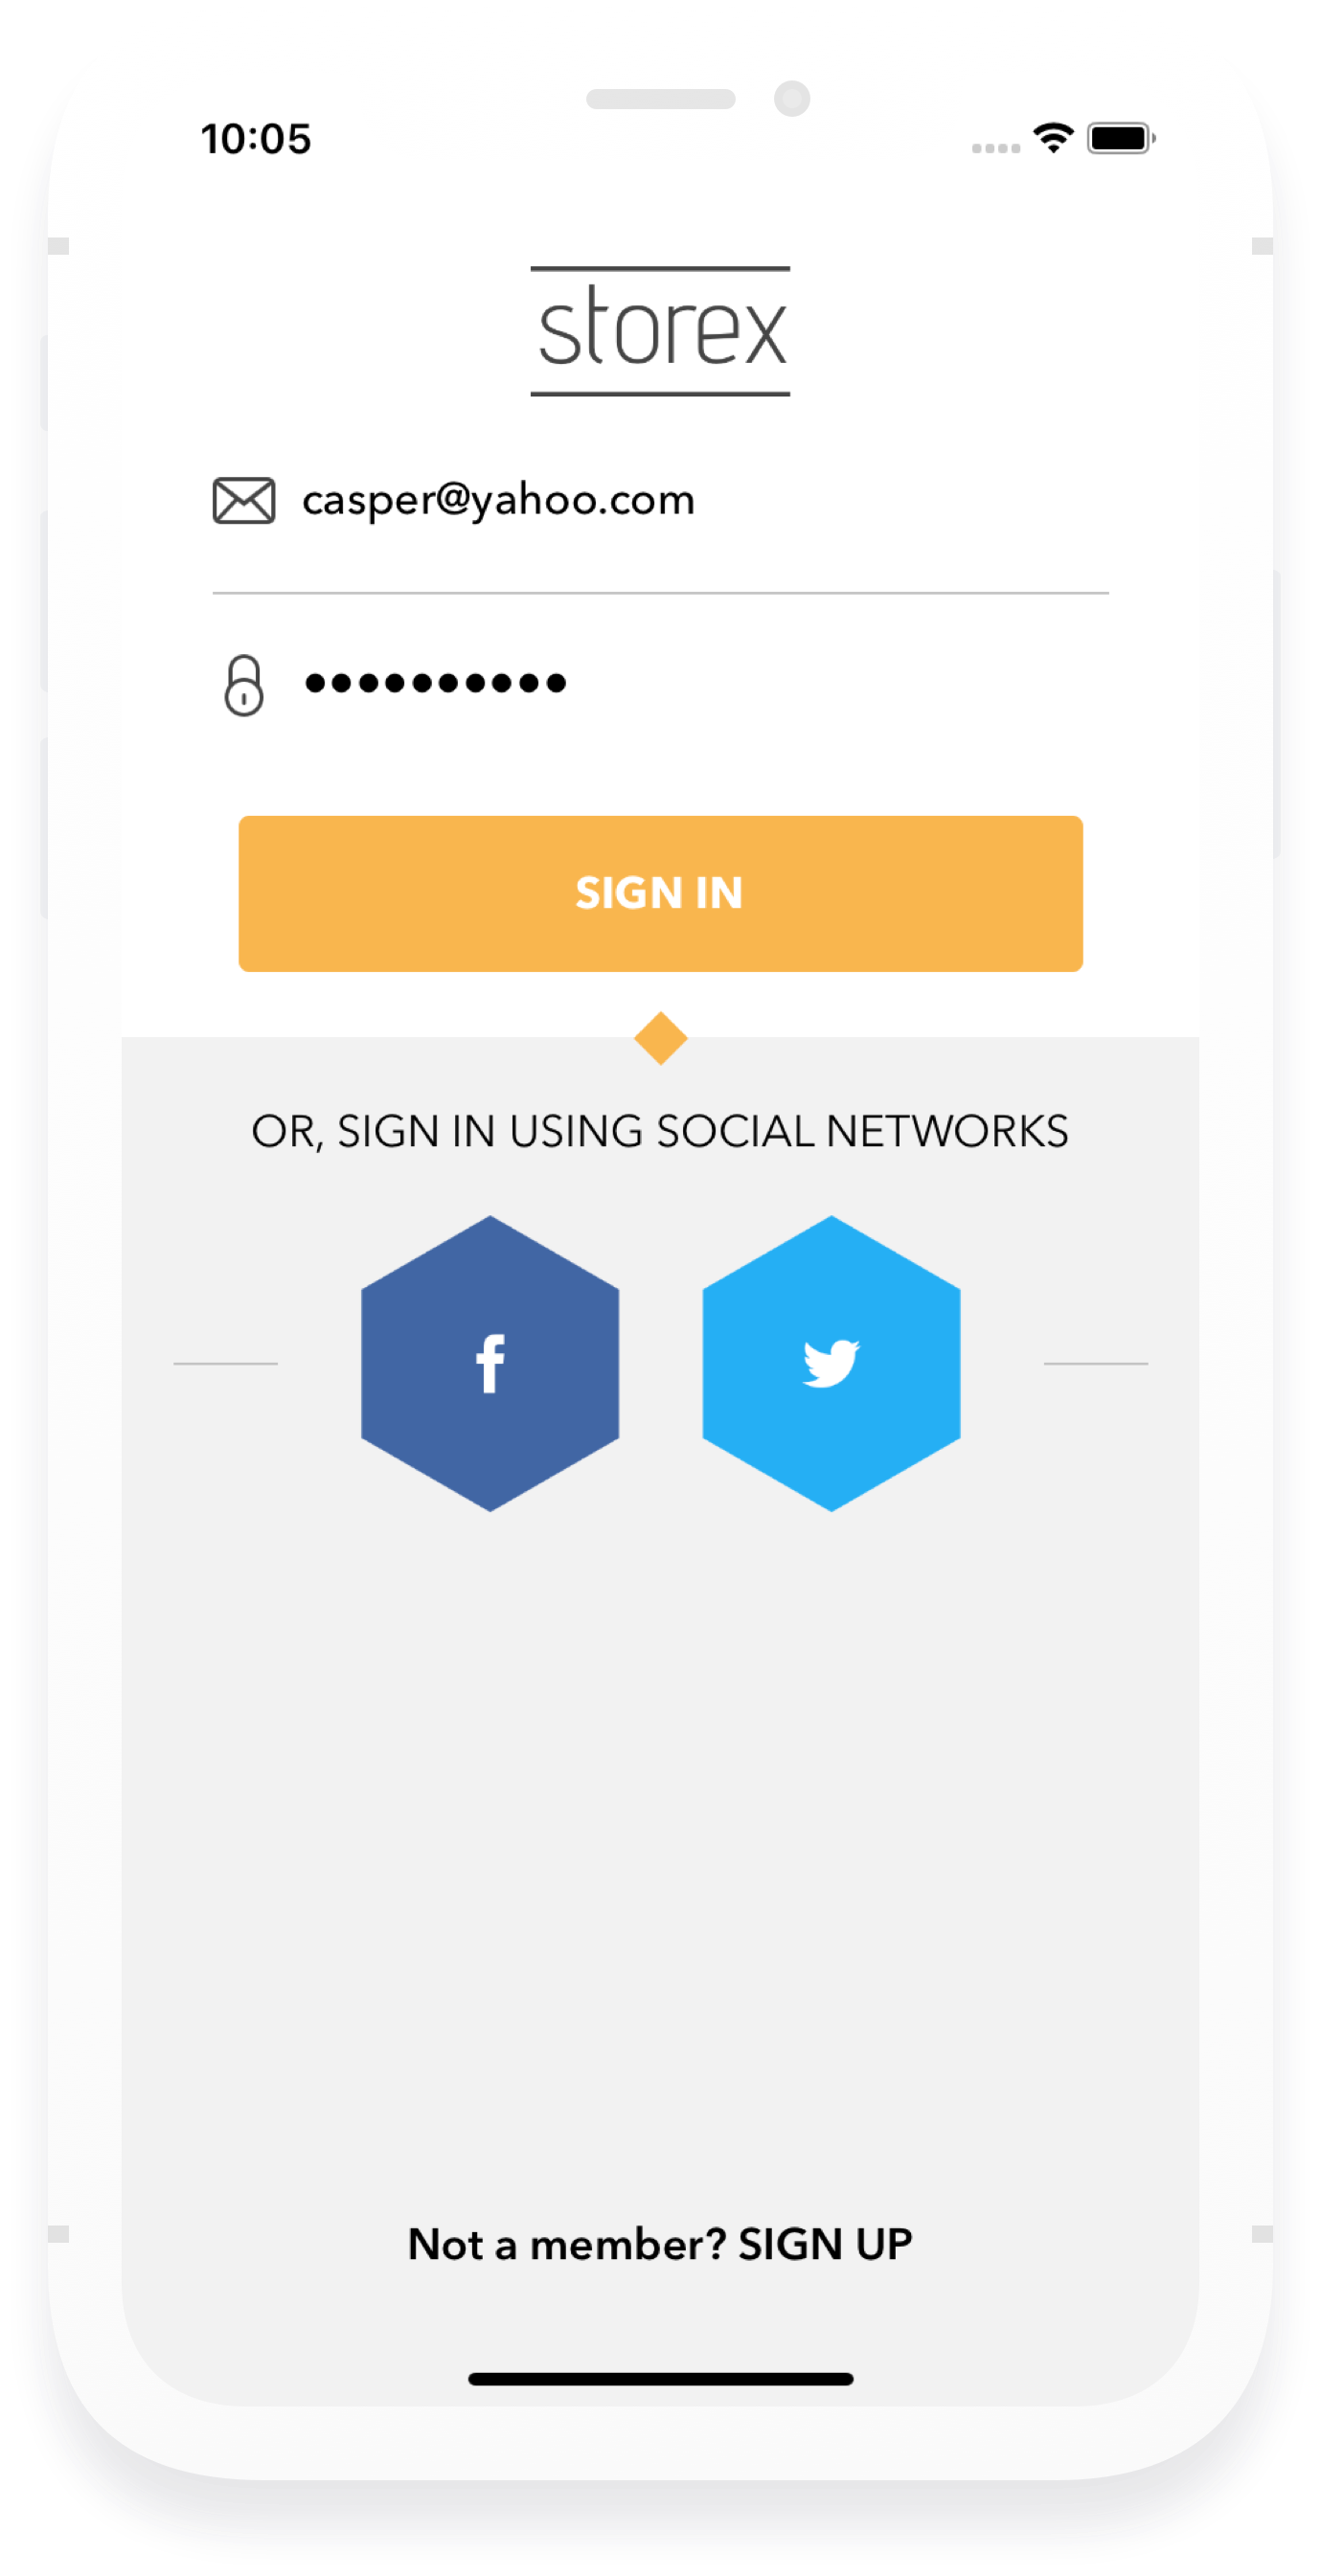 10:05
storex
casper@yahoo.com
••••••••••
SIGN IN
OR, SIGN IN USING SOCIAL NETWORKS
f
Not a member? SIGN UP